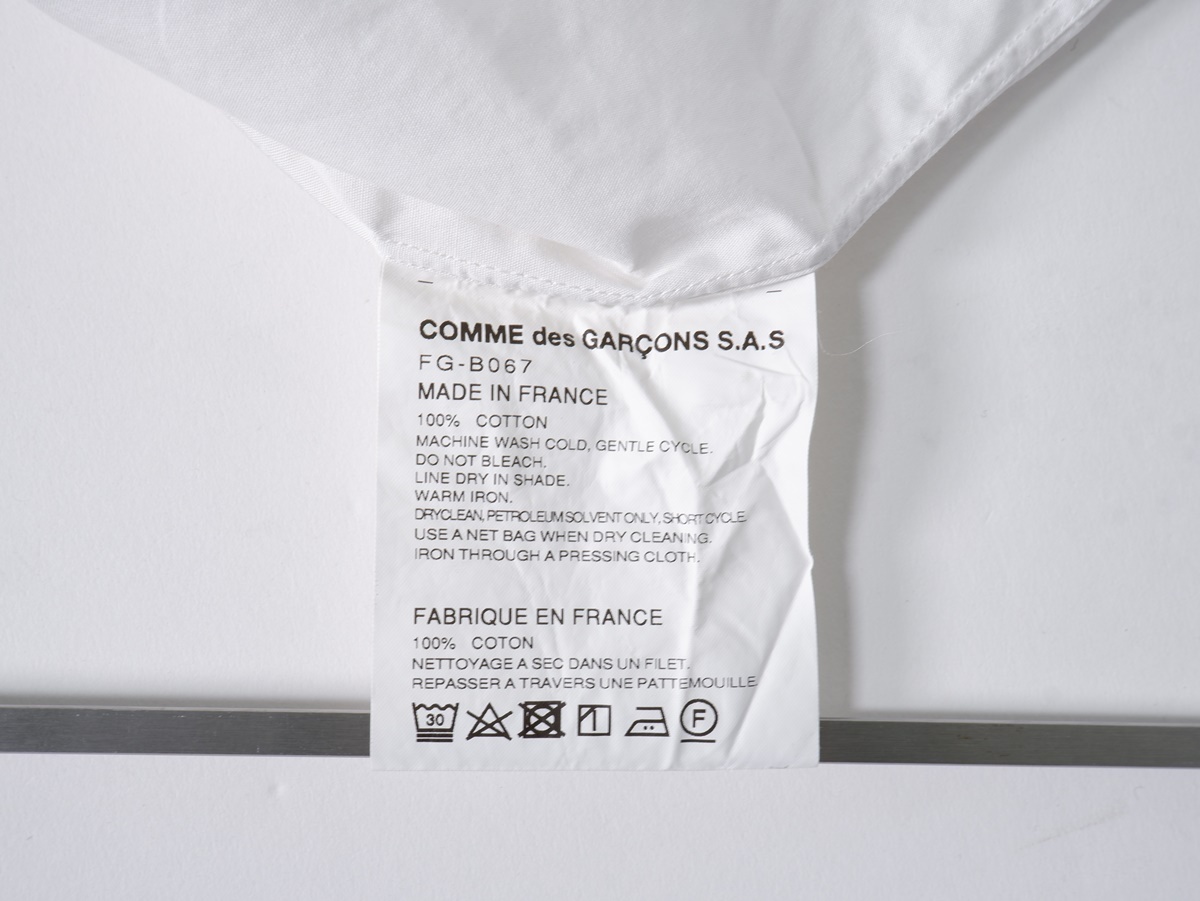 COMME des GARÇONS S.A.S
FG-B067
MADE IN FRANCE
100% COTTON
MACHINE WASH COLD, GENTLE CYCLE.
DO NOT BLEACH.
LINE DRY IN SHADE.
WARM IRON.
DRYCLEAN, PETROLEUM SOLVENT ONLY, SHORT CYCLE.
USE A NET BAG WHEN DRY CLEANING.
IRON THROUGH A PRESSING CLOTH.
FABRIQUE EN FRANCE
100% COTON
NETTOYAGE A SEC DANS UN FILET.
REPASSER A TRAVERS UNE PATTEMOUILLE
30 F